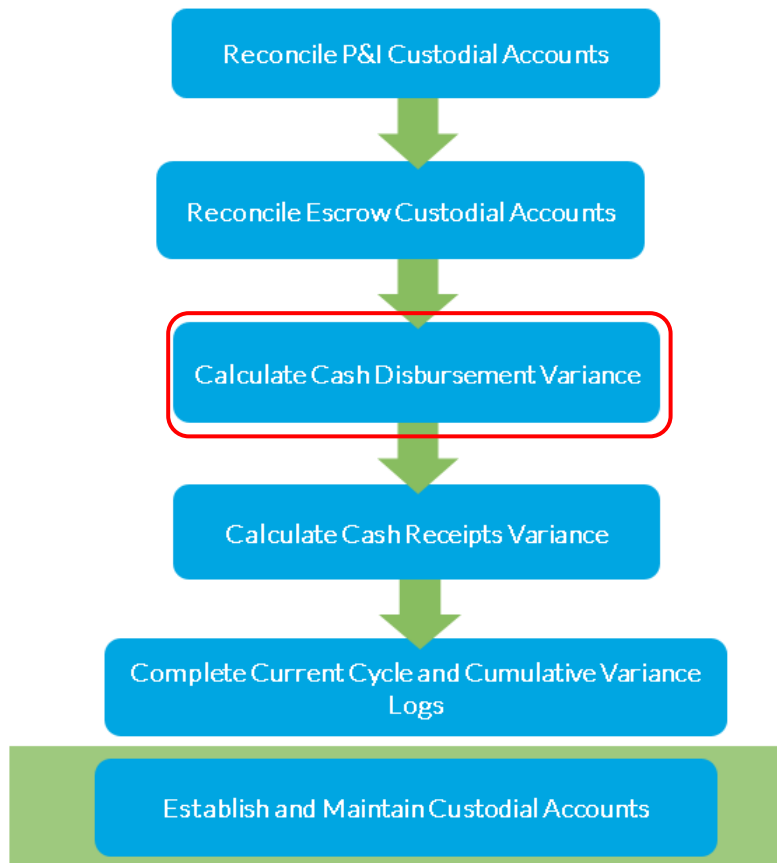 Reconcile P&I Custodial Accounts
Reconcile Escrow Custodial Accounts
Calculate Cash Disbursement Variance
Calculate Cash Receipts Variance
Complete Current Cycle and Cumulative Variance
Logs
Establish and Maintain Custodial Accounts